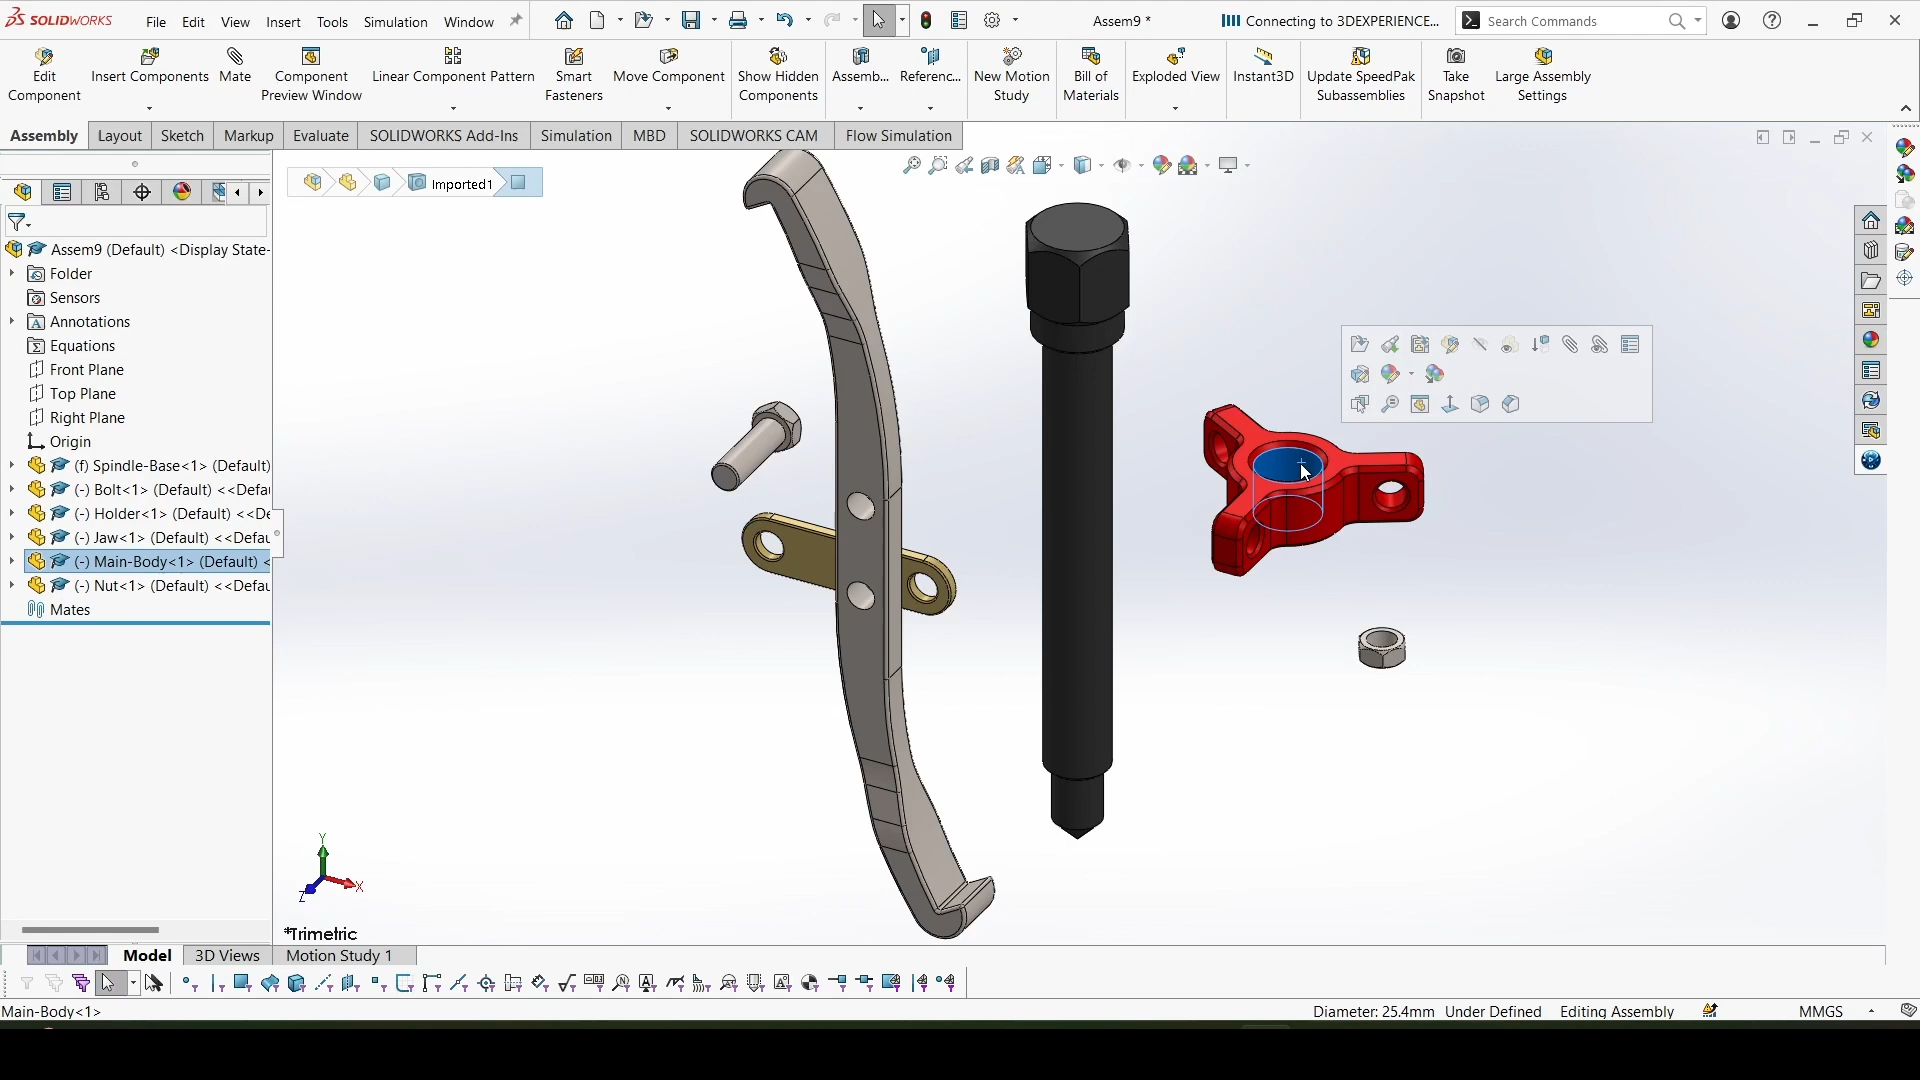 SOLIDWORKS File Edit View Insert Tools Simulation Window Assem9 * Connecting to 3DEXPERIENCE... Search Commands
Edit Component
Insert Components
Mate
Component Preview Window
Linear Component Pattern
Smart Fasteners
Move Component
Show Hidden Components
Assemb...
Referenc...
New Motion Study
Bill of Materials
Exploded View
Instant3D
Update SpeedPak Subassemblies
Take Snapshot
Large Assembly Settings
Assembly Layout Sketch Markup Evaluate SOLIDWORKS Add-Ins Simulation MBD SOLIDWORKS CAM Flow Simulation
Imported1
Assem9 (Default) <Display State-
Folder
Sensors
Annotations
Equations
Front Plane
Top Plane
Right Plane
Origin
(f) Spindle-Base<1> (Default)
(-) Bolt<1> (Default) <<Defau
(-) Holder<1> (Default) <<De
(-) Jaw<1> (Default) <<Defau
(-) Main-Body<1> (Default) <
(-) Nut<1> (Default) <<Defau
Mates
Y
X
Z
*Trimetric
Model 3D Views Motion Study 1
Main-Body<1> Diameter: 25.4mm Under Defined Editing Assembly MMGS